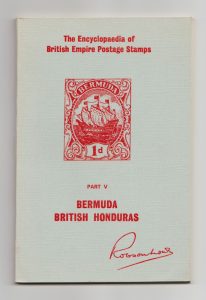 The Encyclopaedia of
British Empire Postage Stamps
BERMUDA
1d
PART V
BERMUDA
BRITISH HONDURAS
Robson Lowe